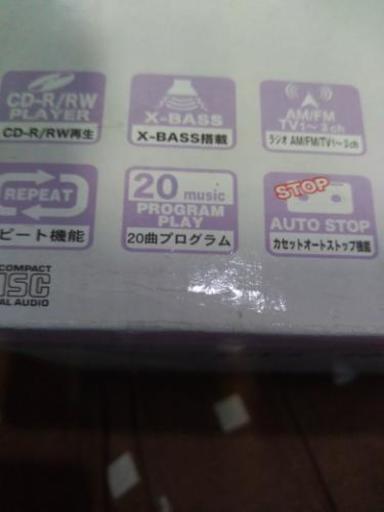 CD-R/RW
PLAYER
CD-R/RW再生
X-BASS
X-BASS搭載
AM/FM
TV1～3ch
ラジオ AM/FM/TV1～3ch
REPEAT
ピート機能
20 music
PROGRAM
PLAY
20曲プログラム
STOP
AUTO STOP
カセットオートストップ機能
COMPACT
DISC
AL AUDIO